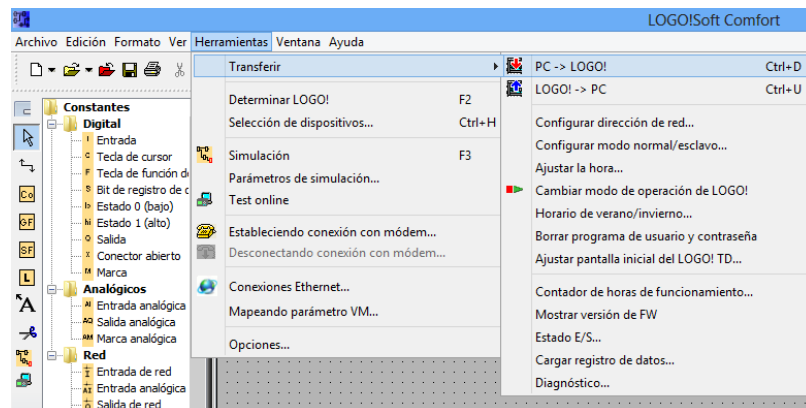 LOGO!Soft Comfort
Archivo Edición Formato Ver Herramientas Ventana Ayuda
Transferir
Determinar LOGO! F2
Selección de dispositivos... Ctrl+H
Simulación F3
Parámetros de simulación...
Test online
Estableciendo conexión con módem...
Desconectando conexión con módem...
Conexiones Ethernet...
Mapeando parámetro VM...
Opciones...
PC -> LOGO! Ctrl+D
LOGO! -> PC Ctrl+U
Configurar dirección de red...
Configurar modo normal/esclavo...
Ajustar la hora...
Cambiar modo de operación de LOGO!
Horario de verano/invierno...
Borrar programa de usuario y contraseña
Ajustar pantalla inicial del LOGO! TD...
Contador de horas de funcionamiento...
Mostrar versión de FW
Estado E/S...
Cargar registro de datos...
Diagnóstico...
Co
GF
SF
L
A
Constantes
Digital
I Entrada
C Tecla de cursor
F Tecla de función de
S Bit de registro de c
lo Estado 0 (bajo)
hi Estado 1 (alto)
Q Salida
X Conector abierto
M Marca
Analógicos
AI Entrada analógica
AQ Salida analógica
AM Marca analógica
Red
I Entrada de red
AI Entrada analógica
Salida de red